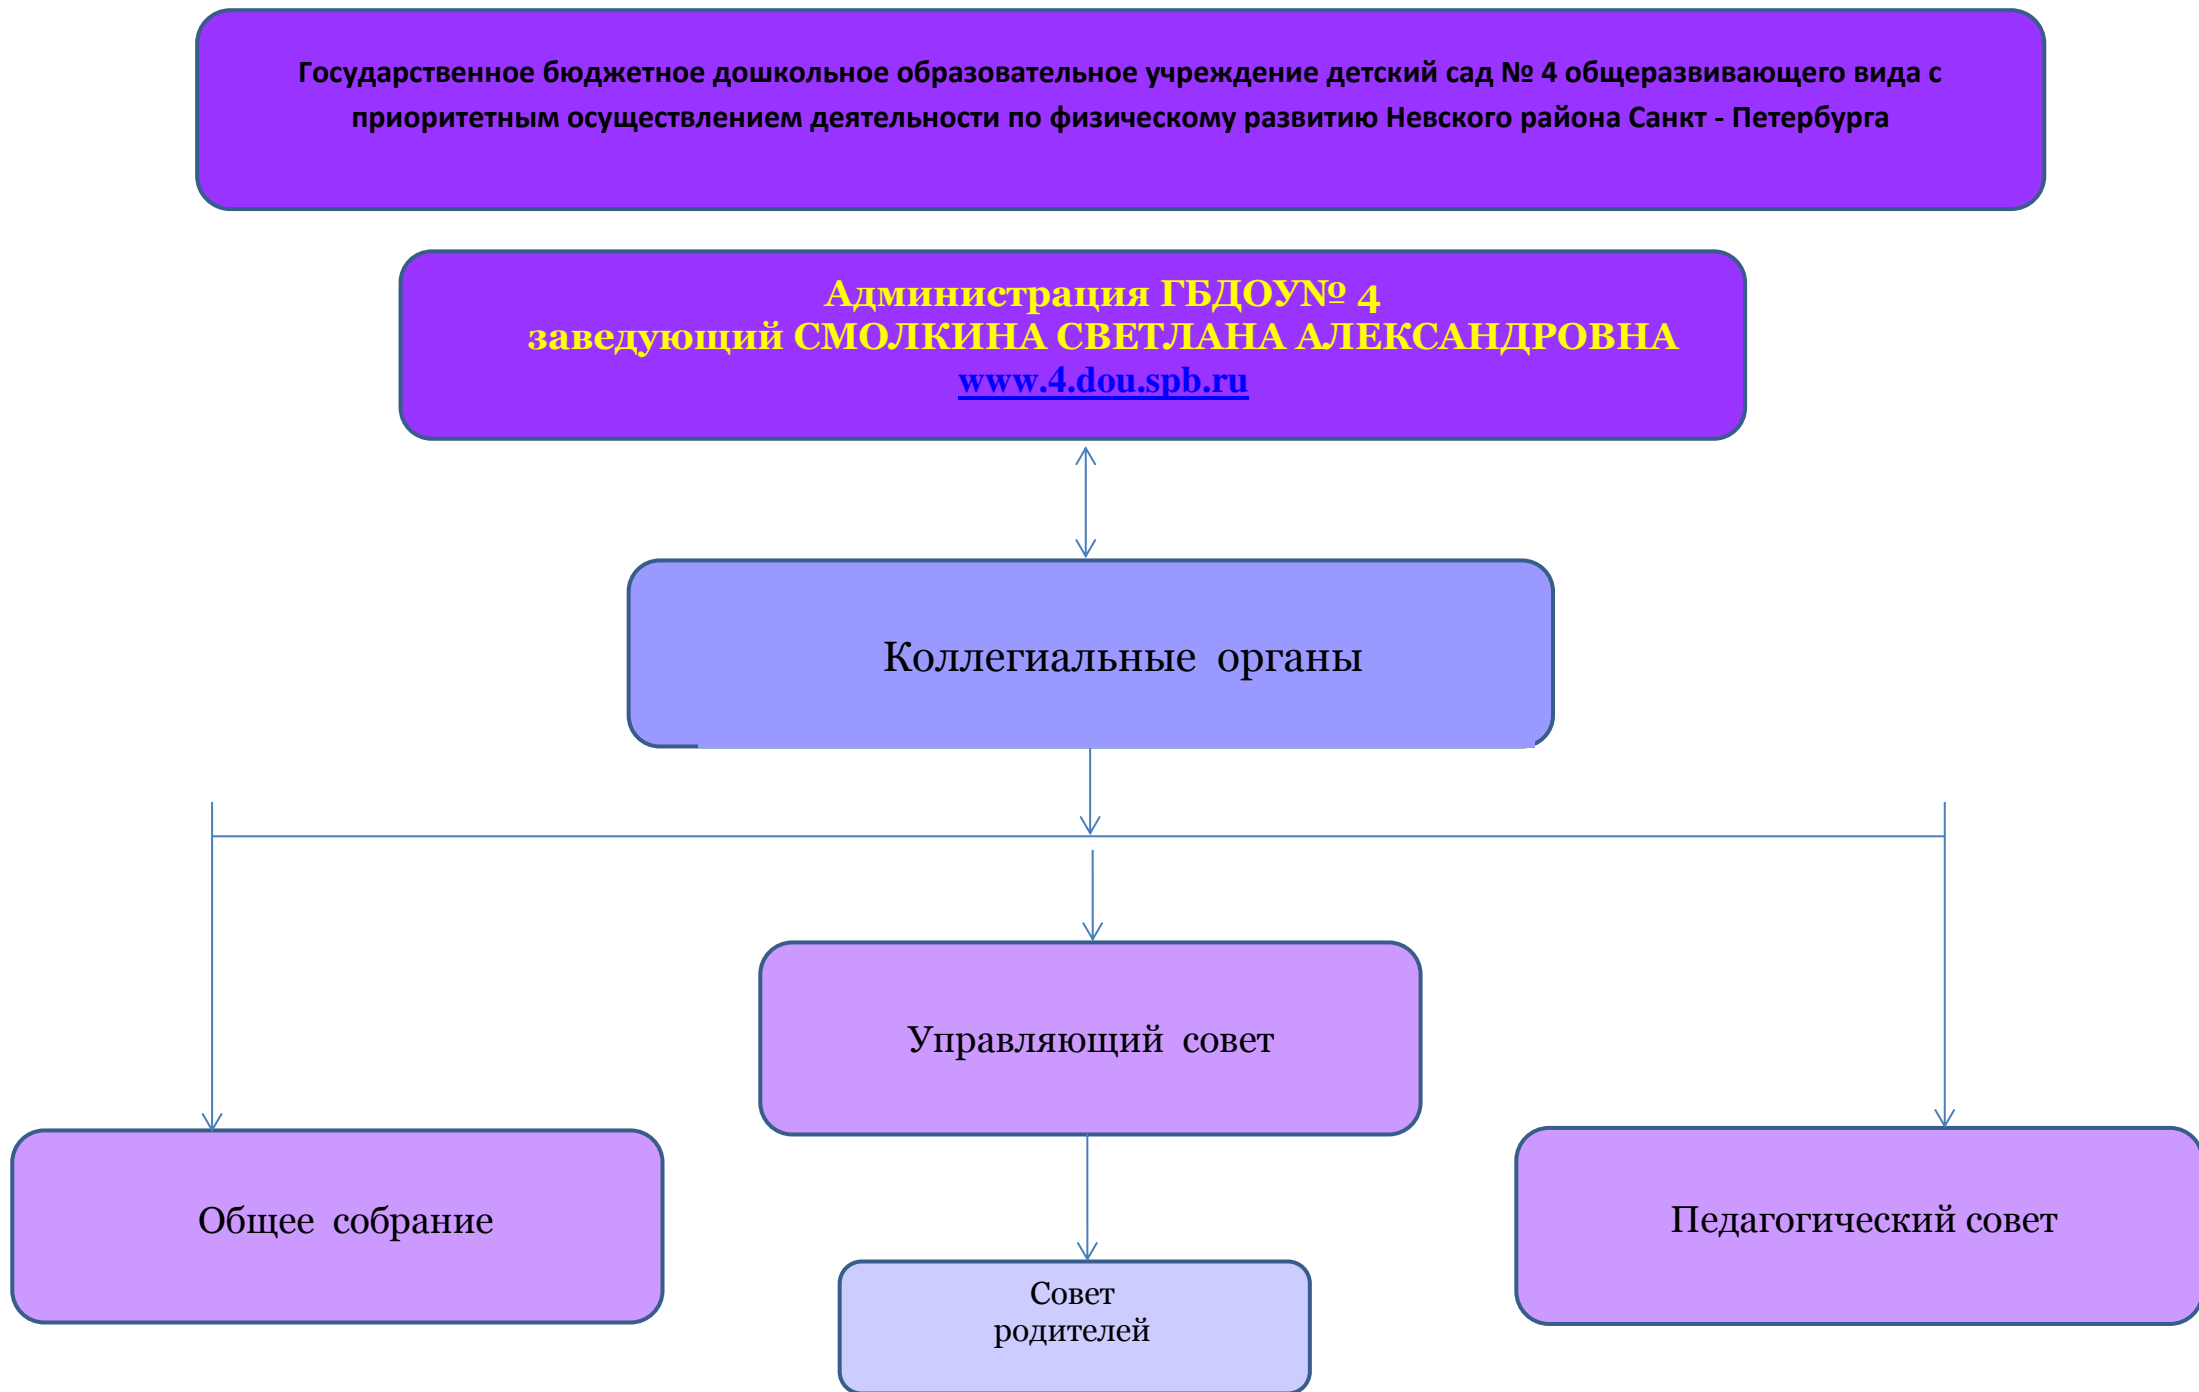 Государственное бюджетное дошкольное образовательное учреждение детский сад № 4 общеразвивающего вида с
приоритетным осуществлением деятельности по физическому развитию Невского района Санкт - Петербурга
Администрация ГБДОУ№ 4
заведующий СМОЛКИНА СВЕТЛАНА АЛЕКСАНДРОВНА
www.4.dou.spb.ru
Коллегиальные органы
Управляющий совет
Общее собрание
Педагогический совет
Совет
родителей